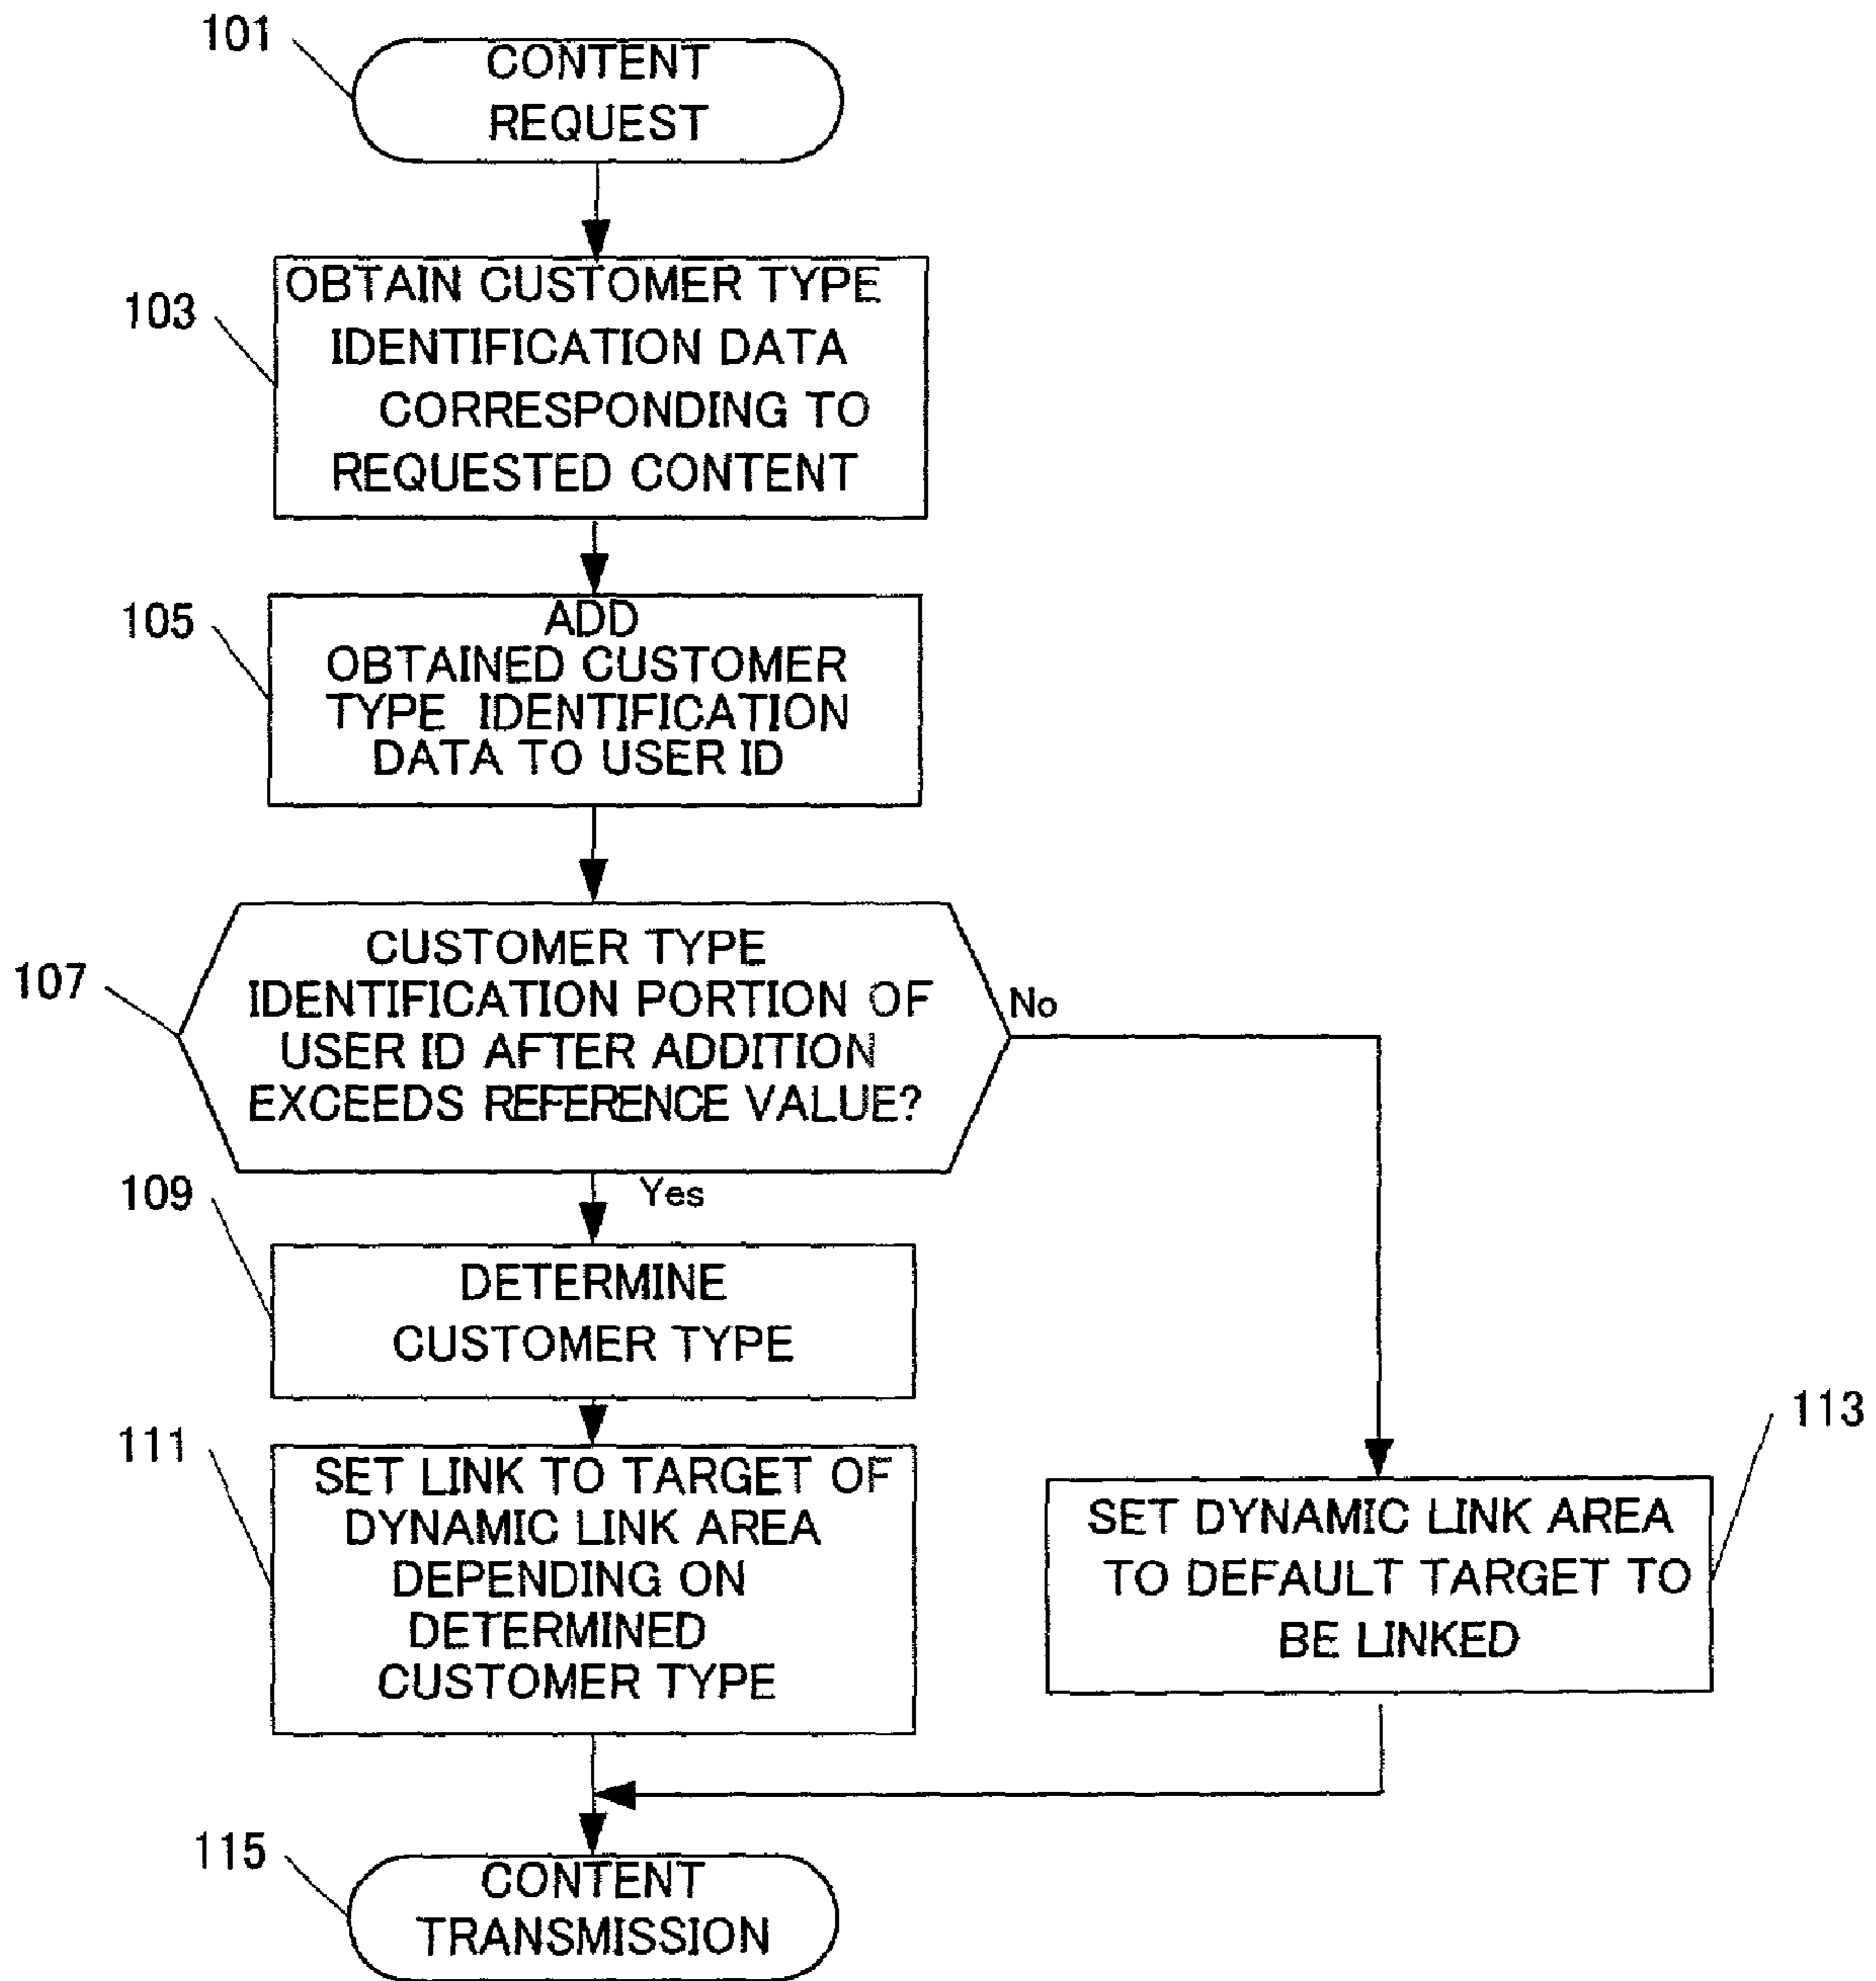 101
CONTENT
REQUEST
103
OBTAIN CUSTOMER TYPE
IDENTIFICATION DATA
CORRESPONDING TO
REQUESTED CONTENT
105
ADD
OBTAINED CUSTOMER
TYPE IDENTIFICATION
DATA TO USER ID
107
CUSTOMER TYPE
IDENTIFICATION PORTION OF
USER ID AFTER ADDITION
EXCEEDS REFERENCE VALUE?
No
Yes
109
DETERMINE
CUSTOMER TYPE
111
SET LINK TO TARGET OF
DYNAMIC LINK AREA
DEPENDING ON
DETERMINED
CUSTOMER TYPE
113
SET DYNAMIC LINK AREA
TO DEFAULT TARGET TO
BE LINKED
115
CONTENT
TRANSMISSION